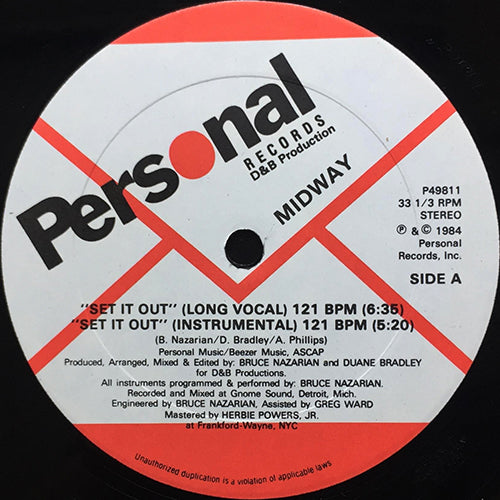 Personal
RECORDS
D&B Production
MIDWAY
P49811
33 1/3 RPM
STEREO
℗ & © 1984
Personal
Records, Inc.
SIDE A
"SET IT OUT" (LONG VOCAL) 121 BPM (6:35)
"SET IT OUT" (INSTRUMENTAL) 121 BPM (5:20)
(B. Nazarian/D. Bradley/A. Phillips)
Personal Music/Beezer Music, ASCAP
Produced, Arranged, Mixed & Edited by: BRUCE NAZARIAN and DUANE BRADLEY
for D&B Productions.
All instruments programmed & performed by: BRUCE NAZARIAN.
Recorded and Mixed at Gnome Sound, Detroit, Mich.
Engineered by BRUCE NAZARIAN, Assisted by GREG WARD
Mastered by HERBIE POWERS, JR.
at Frankford-Wayne, NYC
Unauthorized duplication is a violation of applicable laws